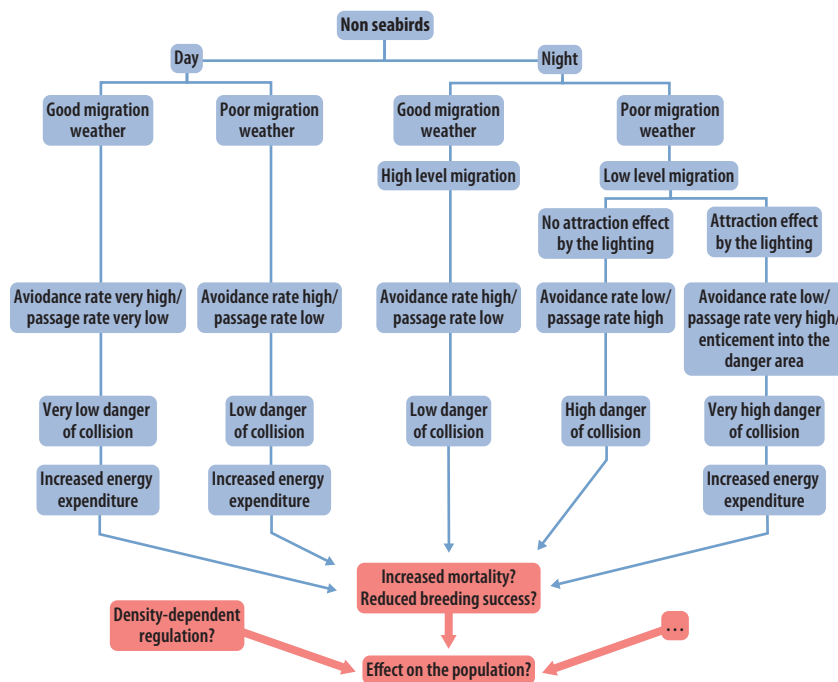 Non seabirds
Day
Night
Good migration
weather
Poor migration
weather
Good migration
weather
Poor migration
weather
High level migration
Low level migration
No attraction effect
by the lighting
Attraction effect
by the lighting
Aviodance rate very high/
passage rate very low
Avoidance rate high/
passage rate low
Avoidance rate high/
passage rate low
Avoidance rate low/
passage rate high
Avoidance rate low/
passage rate very high/
enticement into the
danger area
Very low danger
of collision
Low danger
of collision
Low danger
of collision
High danger
of collision
Very high danger
of collision
Increased energy
expenditure
Increased energy
expenditure
Increased energy
expenditure
Increased mortality?
Reduced breeding success?
Density-dependent
regulation?
...
Effect on the population?